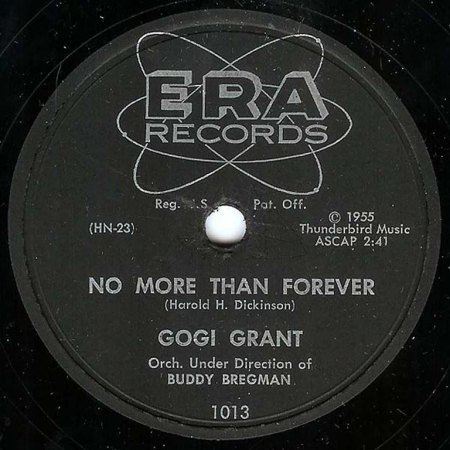 ERA
RECORDS
Reg. .S. Pat. Off.
(HN-23)
© 1955
Thunderbird Music
ASCAP 2:41
NO MORE THAN FOREVER
(Harold H. Dickinson)
GOGI GRANT
Orch. Under Direction of
BUDDY BREGMAN
1013